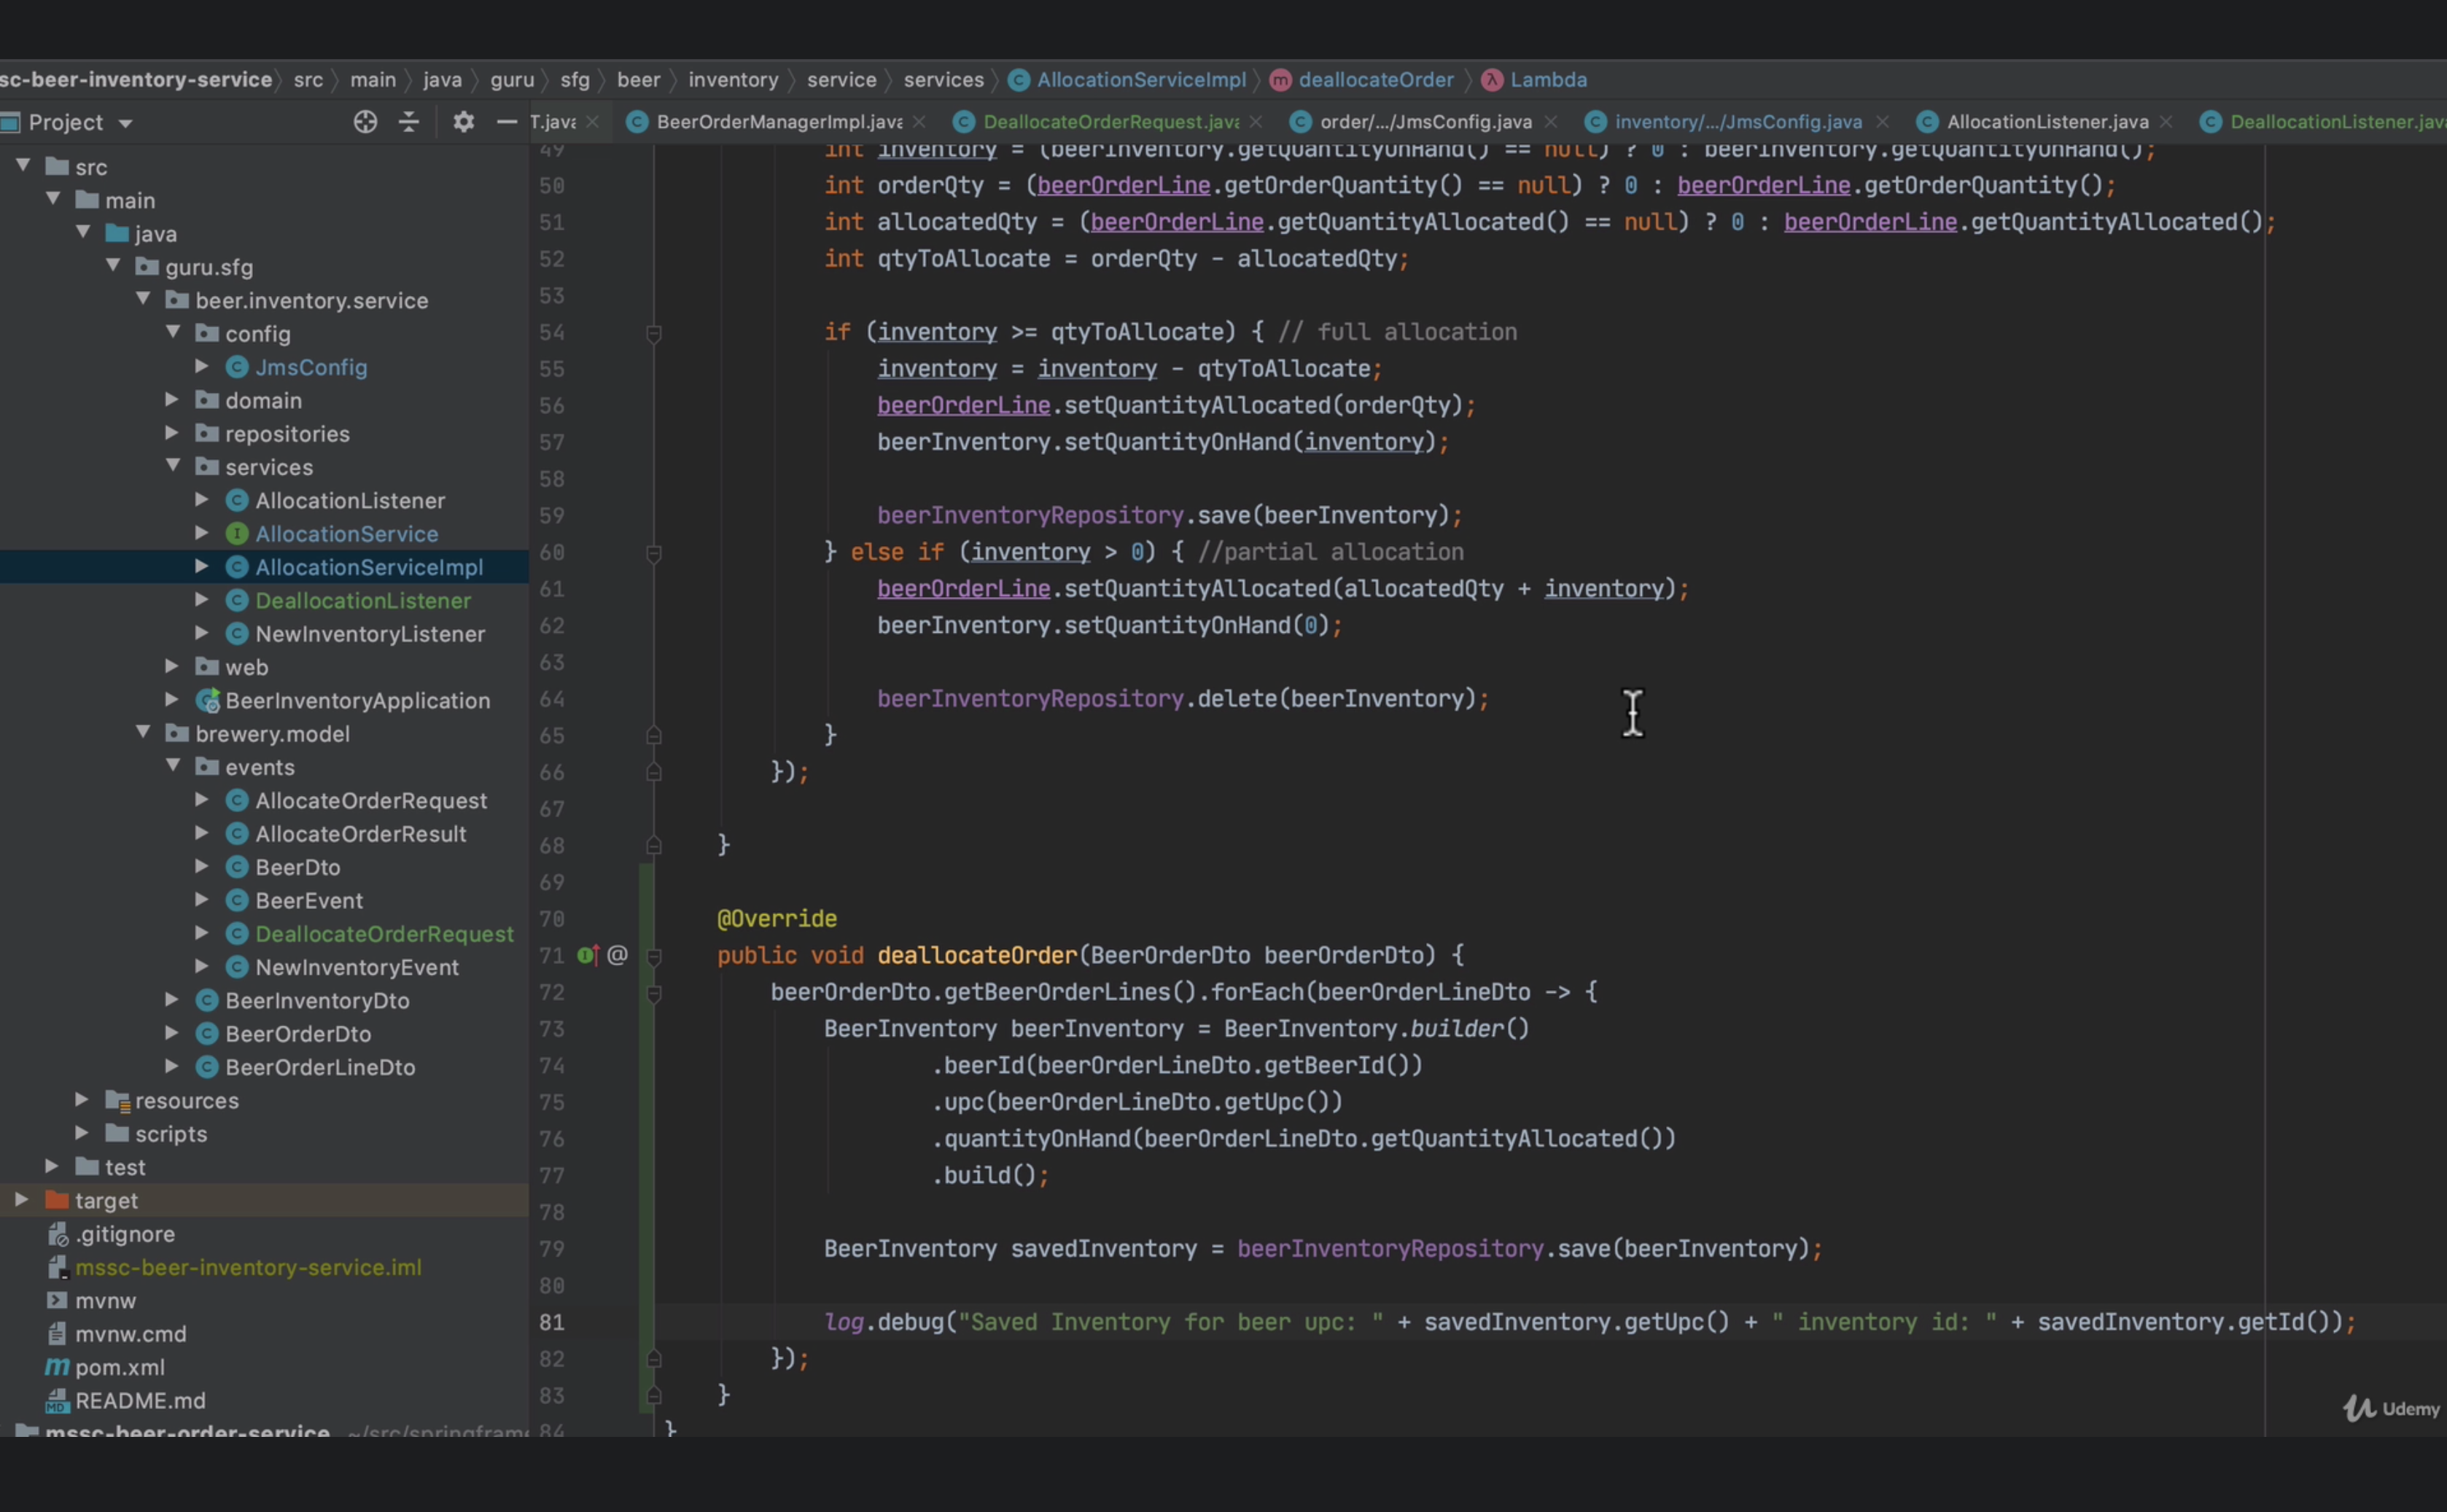 sc-beer-inventory-service › src › main › java › guru › sfg › beer › inventory › service › services › AllocationServiceImpl › deallocateOrder › Lambda
Project
T.java BeerOrderManagerImpl.java DeallocateOrderRequest.java order/.../JmsConfig.java inventory/.../JmsConfig.java AllocationListener.java DeallocationListener.jav
src
main
java
guru.sfg
beer.inventory.service
config
JmsConfig
domain
repositories
services
AllocationListener
AllocationService
AllocationServiceImpl
DeallocationListener
NewInventoryListener
web
BeerInventoryApplication
brewery.model
events
AllocateOrderRequest
AllocateOrderResult
BeerDto
BeerEvent
DeallocateOrderRequest
NewInventoryEvent
BeerInventoryDto
BeerOrderDto
BeerOrderLineDto
resources
scripts
test
target
.gitignore
mssc-beer-inventory-service.iml
mvnw
mvnw.cmd
pom.xml
README.md
mssc-beer-order-service ~/src/springframe
49 int inventory = (beerInventory.getQuantityOnHand() == null) ? 0 : beerInventory.getQuantityOnHand();
50 int orderQty = (beerOrderLine.getOrderQuantity() == null) ? 0 : beerOrderLine.getOrderQuantity();
51 int allocatedQty = (beerOrderLine.getQuantityAllocated() == null) ? 0 : beerOrderLine.getQuantityAllocated();
52 int qtyToAllocate = orderQty - allocatedQty;
53
54 if (inventory >= qtyToAllocate) { // full allocation
55 inventory = inventory - qtyToAllocate;
56 beerOrderLine.setQuantityAllocated(orderQty);
57 beerInventory.setQuantityOnHand(inventory);
58
59 beerInventoryRepository.save(beerInventory);
60 } else if (inventory > 0) { //partial allocation
61 beerOrderLine.setQuantityAllocated(allocatedQty + inventory);
62 beerInventory.setQuantityOnHand(0);
63
64 beerInventoryRepository.delete(beerInventory);
65 }
66 });
67
68 }
69
70 @Override
71 @ public void deallocateOrder(BeerOrderDto beerOrderDto) {
72 beerOrderDto.getBeerOrderLines().forEach(beerOrderLineDto -> {
73 BeerInventory beerInventory = BeerInventory.builder()
74 .beerId(beerOrderLineDto.getBeerId())
75 .upc(beerOrderLineDto.getUpc())
76 .quantityOnHand(beerOrderLineDto.getQuantityAllocated())
77 .build();
78
79 BeerInventory savedInventory = beerInventoryRepository.save(beerInventory);
80
81 log.debug("Saved Inventory for beer upc: " + savedInventory.getUpc() + " inventory id: " + savedInventory.getId());
82 });
83 }
84 }
Udemy